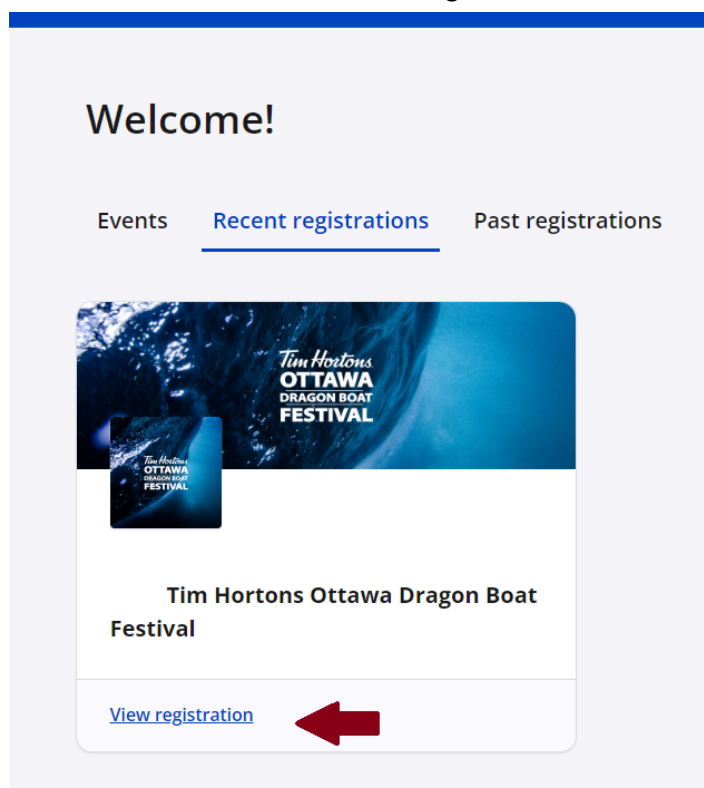 Welcome!
Events Recent registrations Past registrations
Tim Hortons
OTTAWA
DRAGON BOAT
FESTIVAL
Tim Hortons
OTTAWA
DRAGON BOAT
FESTIVAL
Tim Hortons Ottawa Dragon Boat
Festival
View registration